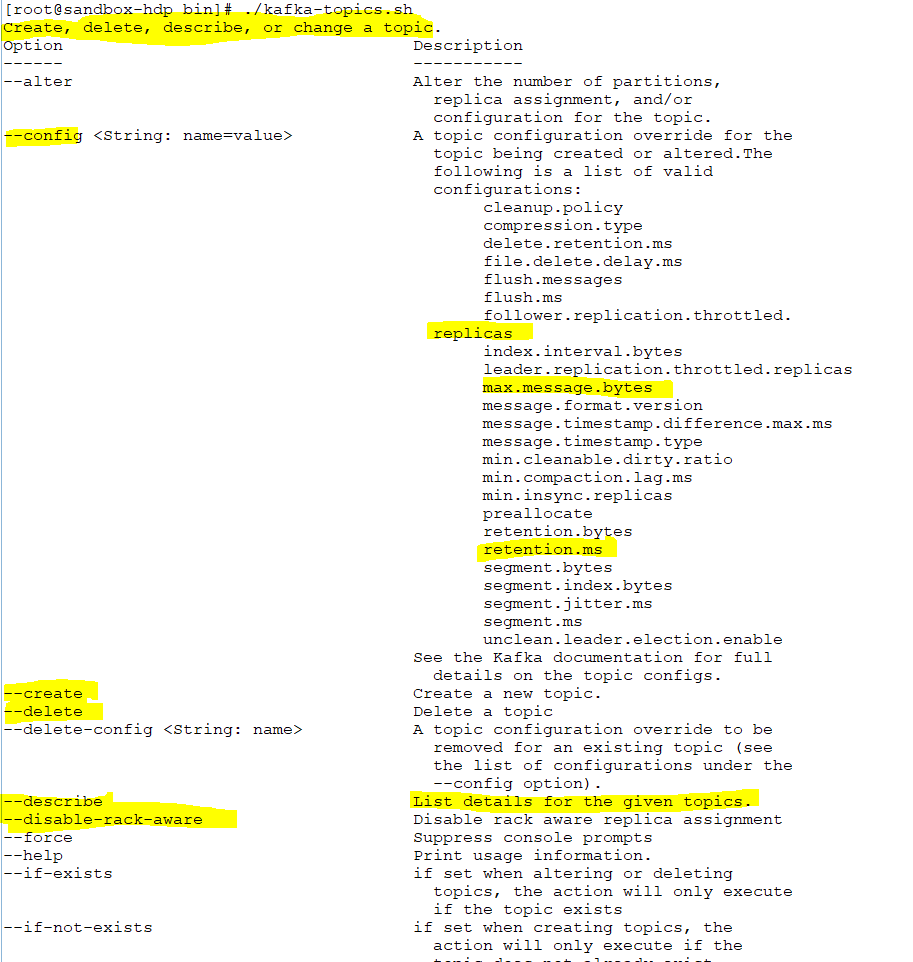 [root@sandbox-hdp bin]# ./kafka-topics.sh
Create, delete, describe, or change a topic.
Option Description
------ -----------
--alter Alter the number of partitions,
replica assignment, and/or
configuration for the topic.
--config <String: name=value> A topic configuration override for the
topic being created or altered.The
following is a list of valid
configurations:
cleanup.policy
compression.type
delete.retention.ms
file.delete.delay.ms
flush.messages
flush.ms
follower.replication.throttled.
replicas
index.interval.bytes
leader.replication.throttled.replicas
max.message.bytes
message.format.version
message.timestamp.difference.max.ms
message.timestamp.type
min.cleanable.dirty.ratio
min.compaction.lag.ms
min.insync.replicas
preallocate
retention.bytes
retention.ms
segment.bytes
segment.index.bytes
segment.jitter.ms
segment.ms
unclean.leader.election.enable
See the Kafka documentation for full
details on the topic configs.
--create Create a new topic.
--delete Delete a topic
--delete-config <String: name> A topic configuration override to be
removed for an existing topic (see
the list of configurations under the
--config option).
--describe List details for the given topics.
--disable-rack-aware Disable rack aware replica assignment
--force Suppress console prompts
--help Print usage information.
--if-exists if set when altering or deleting
topics, the action will only execute
if the topic exists
--if-not-exists if set when creating topics, the
action will only execute if the
topic does not already exist